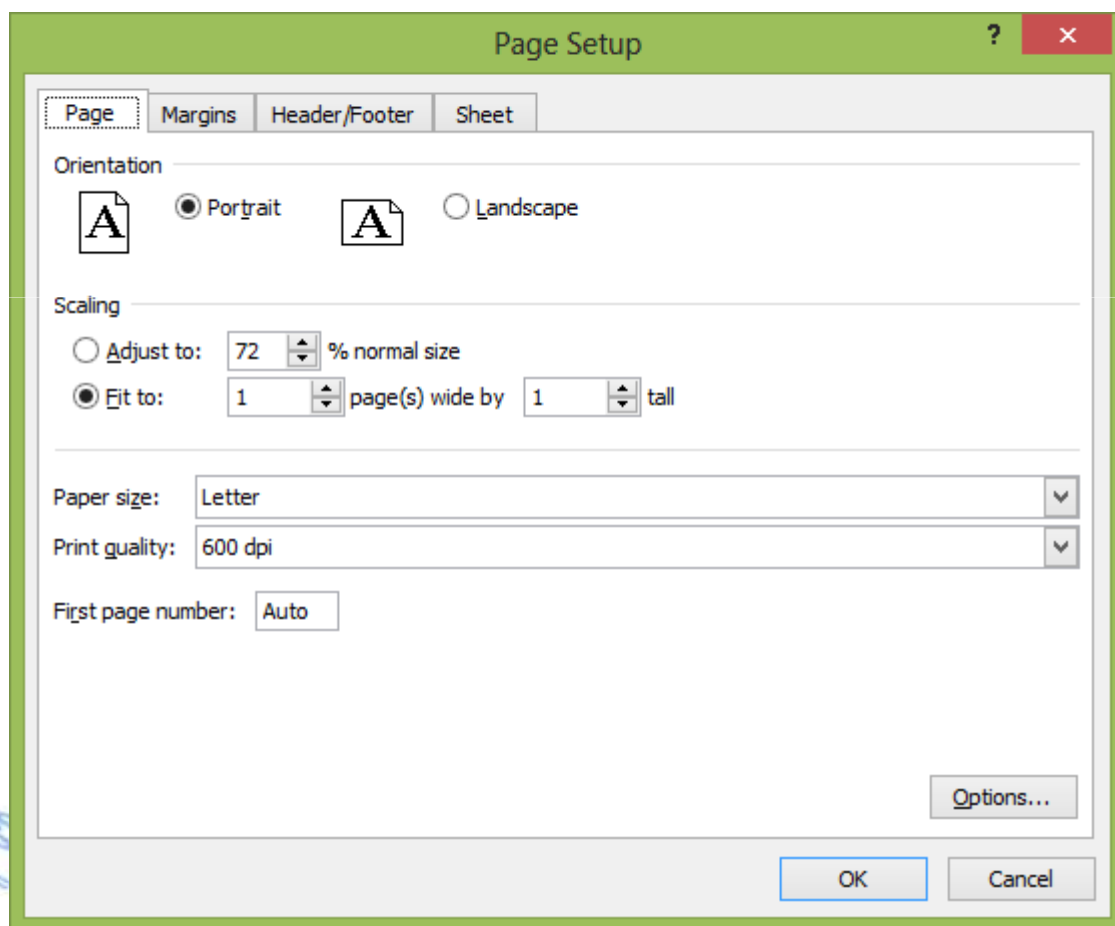 Page Setup
?
×
Page Margins Header/Footer Sheet
Orientation
A Portrait A Landscape
Scaling
Adjust to: 72 % normal size
Fit to: 1 page(s) wide by 1 tall
Paper size: Letter
Print quality: 600 dpi
First page number: Auto
Options...
OK Cancel